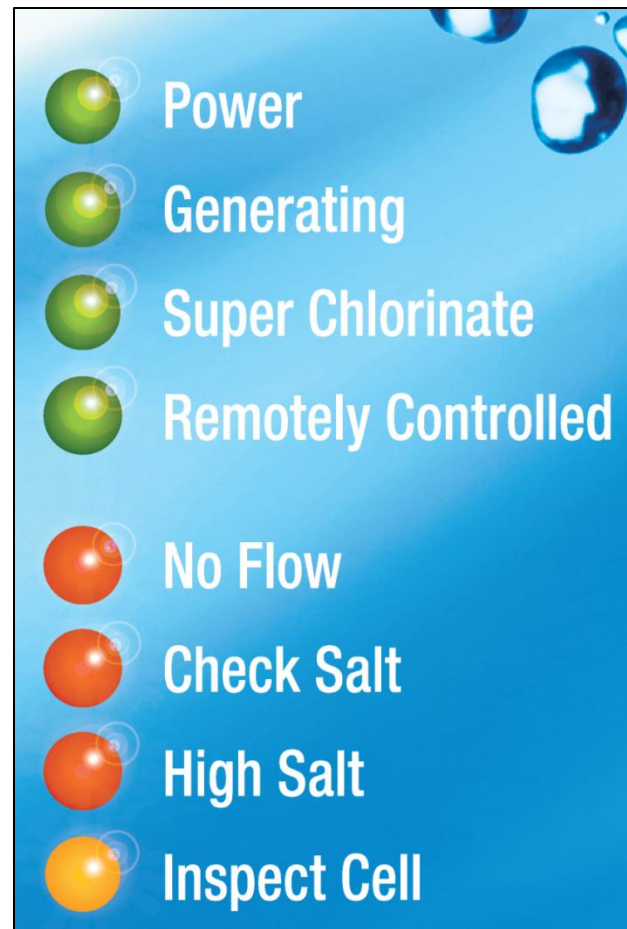 Power
Generating
Super Chlorinate
Remotely Controlled
No Flow
Check Salt
High Salt
Inspect Cell